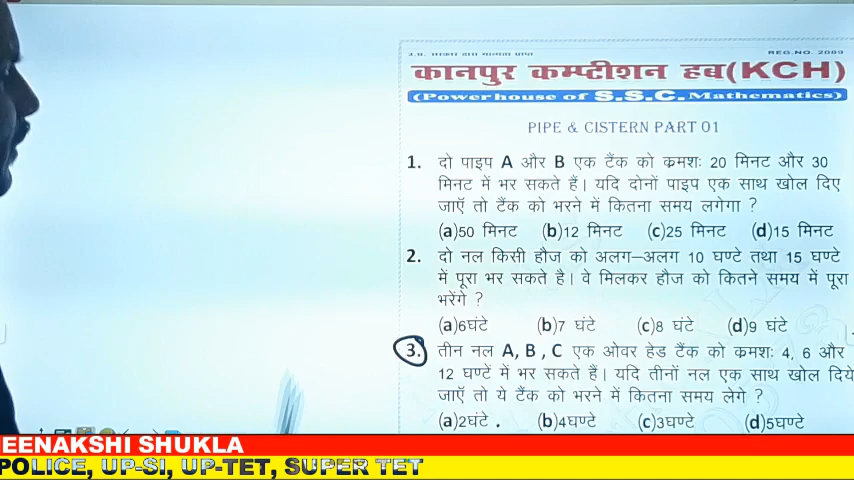 उ.प्र. सरकार द्वारा मान्यता प्राप्त REG.NO. 2089
कानपुर कम्प्टीशन हब(KCH)
(Powerhouse of S.S.C. Mathematics)
PIPE & CISTERN PART 01
1. दो पाइप A और B एक टैंक को क्रमशः 20 मिनट और 30
मिनट में भर सकते हैं। यदि दोनों पाइप एक साथ खोल दिए
जाएँ तो टैंक को भरने में कितना समय लगेगा ?
(a)50 मिनट (b)12 मिनट (c)25 मिनट (d)15 मिनट
2. दो नल किसी हौज को अलग–अलग 10 घण्टे तथा 15 घण्टे
में पूरा भर सकते है। वे मिलकर हौज को कितने समय में पूरा
भरेंगे ?
(a)6घंटे (b)7 घंटे (c)8 घंटे (d)9 घंटे
3. तीन नल A, B , C एक ओवर हेड टैंक को क्रमशः 4, 6 और
12 घण्टें में भर सकते हैं। यदि तीनों नल एक साथ खोल दिये
जाएँ तो ये टैंक को भरने में कितना समय लेगे ?
(a)2घंटे . (b)4घण्टे (c)3घण्टे (d)5घण्टे
EENAKSHI SHUKLA
POLICE, UP-SI, UP-TET, SUPER TET